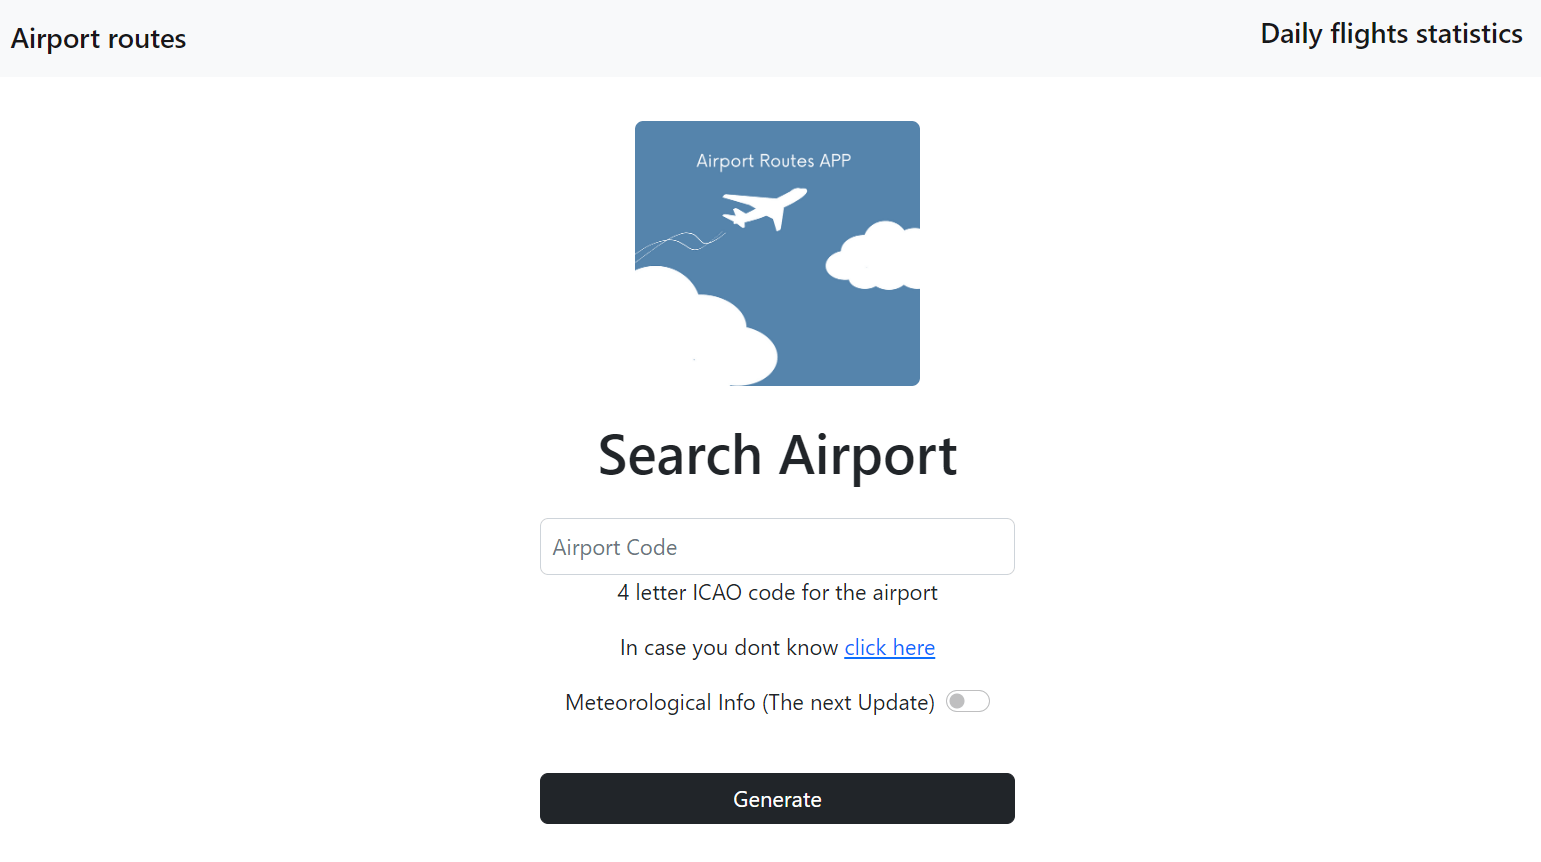 Airport routes
Daily flights statistics
Airport Routes APP
Search Airport
Airport Code
4 letter ICAO code for the airport
In case you dont know click here
Meteorological Info (The next Update)
Generate